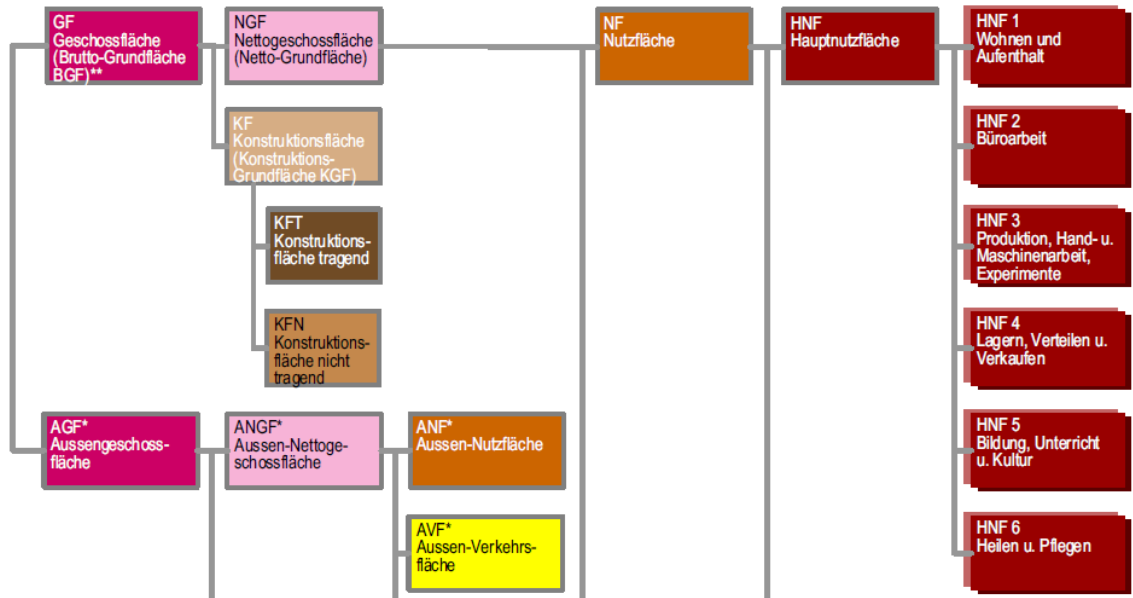 GF
Geschossfläche
(Brutto-Grundfläche
BGF)**
NGF
Nettogeschossfläche
(Netto-Grundfläche)
NF
Nutzfläche
HNF
Hauptnutzfläche
HNF 1
Wohnen und
Aufenthalt
KF
Konstruktionsfläche
(Konstruktions-
Grundfläche KGF)
HNF 2
Büroarbeit
KFT
Konstruktions-
fläche tragend
HNF 3
Produktion, Hand- u.
Maschinenarbeit,
Experimente
KFN
Konstruktions-
fläche nicht
tragend
HNF 4
Lagern, Verteilen u.
Verkaufen
AGF*
Aussengeschoss-
fläche
ANGF*
Aussen-Nettoge-
schossfläche
ANF*
Aussen-Nutzfläche
HNF 5
Bildung, Unterricht
u. Kultur
AVF*
Aussen-Verkehrs-
fläche
HNF 6
Heilen u. Pflegen